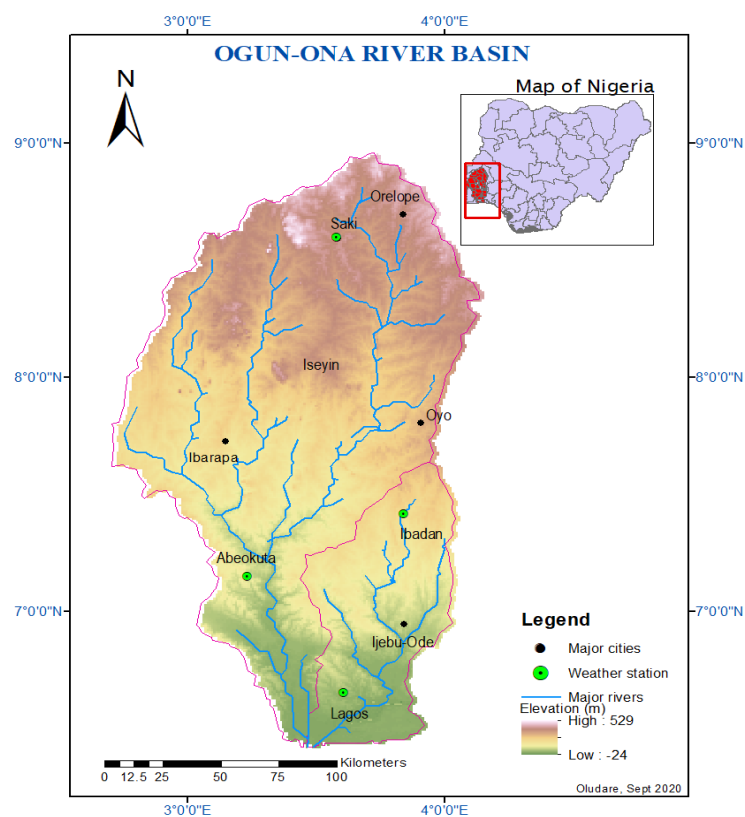 3°0'0"E 4°0'0"E
OGUN-ONA RIVER BASIN
N
Map of Nigeria
9°0'0"N 9°0'0"N
Orelope
Saki
8°0'0"N 8°0'0"N
Iseyin
Oyo
Ibarapa
Ibadan
Abeokuta
7°0'0"N 7°0'0"N
Ijebu-Ode
Lagos
Legend
Major cities
Weather station
Major rivers
Elevation (m)
High : 529
Low : -24
Kilometers
0 12.5 25 50 75 100
Oludare, Sept 2020
3°0'0"E 4°0'0"E